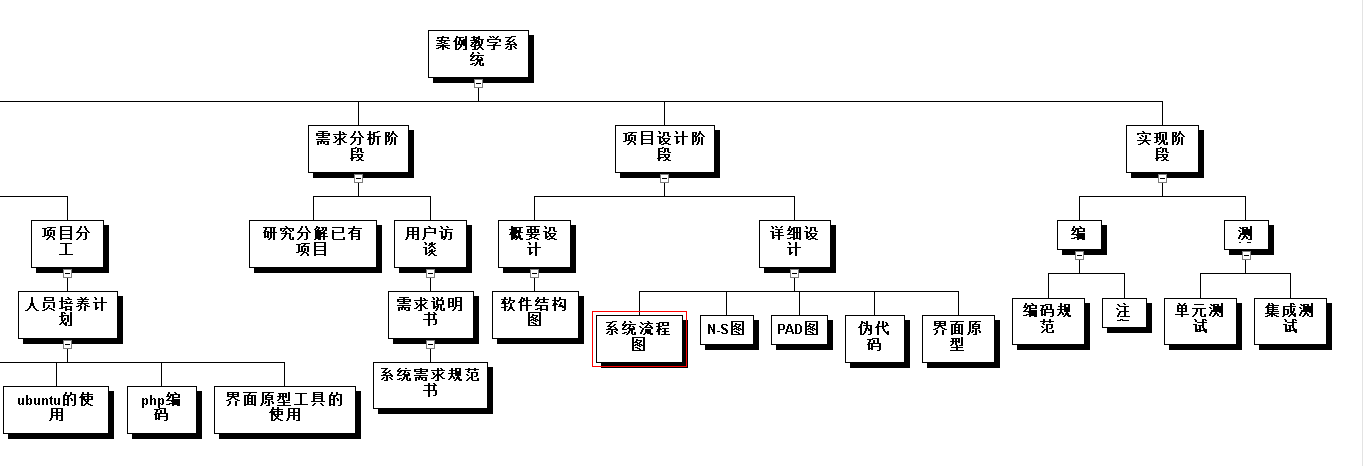 案例教学系
统
需求分析阶
段
项目设计阶
段
实现阶
段
项目分
工
研究分解已有
项目
用户访
谈
概要设
计
详细设
计
编
测
人员培养计
划
需求说明
书
软件结构
图
系统流程
图
N-S图
PAD图
伪代
码
界面原
型
编码规
范
注
单元测
试
集成测
试
系统需求规范
书
ubuntu的使
用
php编
码
界面原型工具的
使用